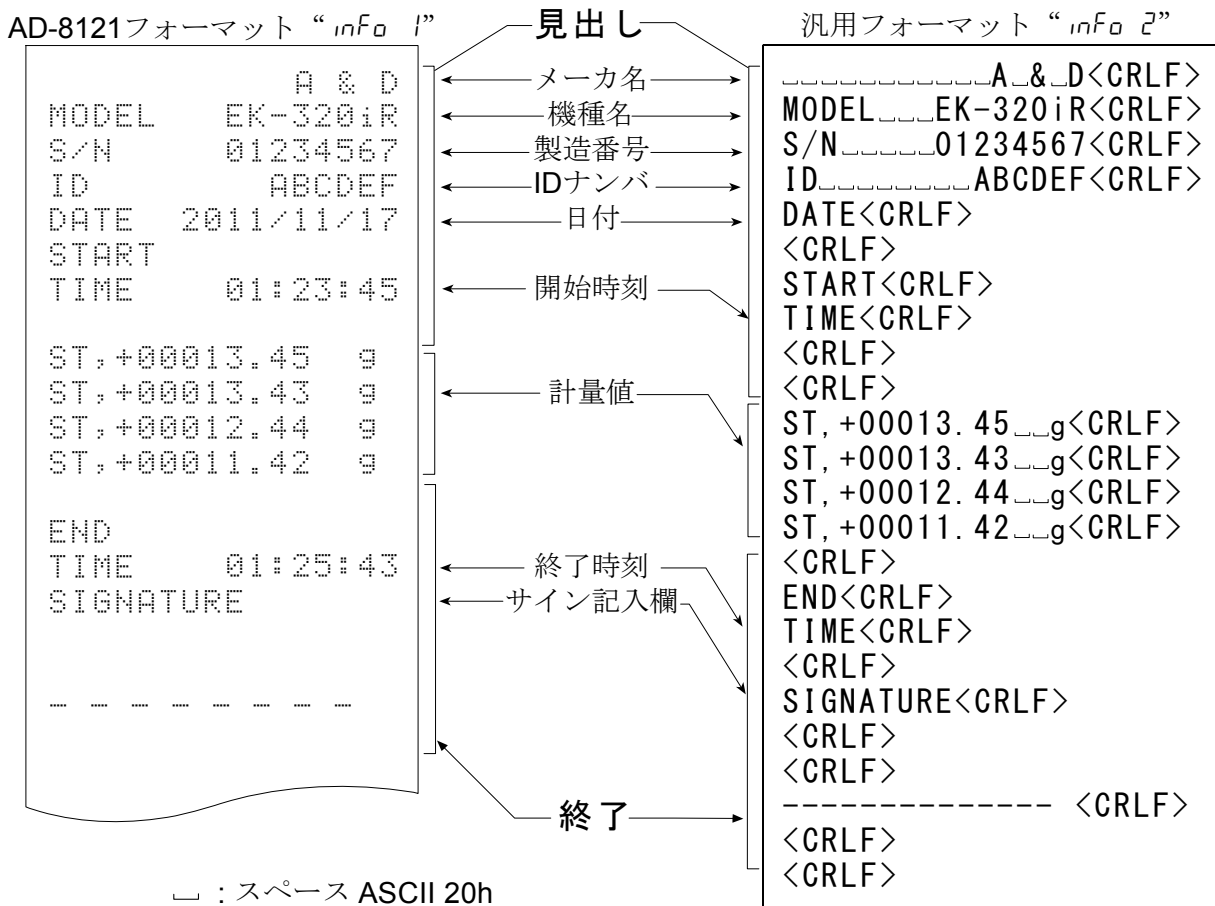 AD-8121フォーマット “info 1”
A & D
MODEL EK-320iR
S/N 01234567
ID ABCDEF
DATE 2011/11/17
START
TIME 01:23:45
ST,+00013.45 g
ST,+00013.43 g
ST,+00012.44 g
ST,+00011.42 g
END
TIME 01:25:43
SIGNATURE
_ _ _ _ _ _ _ _
␣ : スペース ASCII 20h
見出し
メーカ名
機種名
製造番号
IDナンバ
日付
開始時刻
計量値
終了時刻
サイン記入欄
終了
汎用フォーマット “info 2”
␣␣␣␣␣␣␣␣␣␣␣A␣&␣D<CRLF>
MODEL␣␣␣EK-320iR<CRLF>
S/N␣␣␣␣␣01234567<CRLF>
ID␣␣␣␣␣␣␣␣ABCDEF<CRLF>
DATE<CRLF>
<CRLF>
START<CRLF>
TIME<CRLF>
<CRLF>
<CRLF>
ST,+00013.45␣␣g<CRLF>
ST,+00013.43␣␣g<CRLF>
ST,+00012.44␣␣g<CRLF>
ST,+00011.42␣␣g<CRLF>
<CRLF>
END<CRLF>
TIME<CRLF>
<CRLF>
SIGNATURE<CRLF>
<CRLF>
<CRLF>
-------------- <CRLF>
<CRLF>
<CRLF>